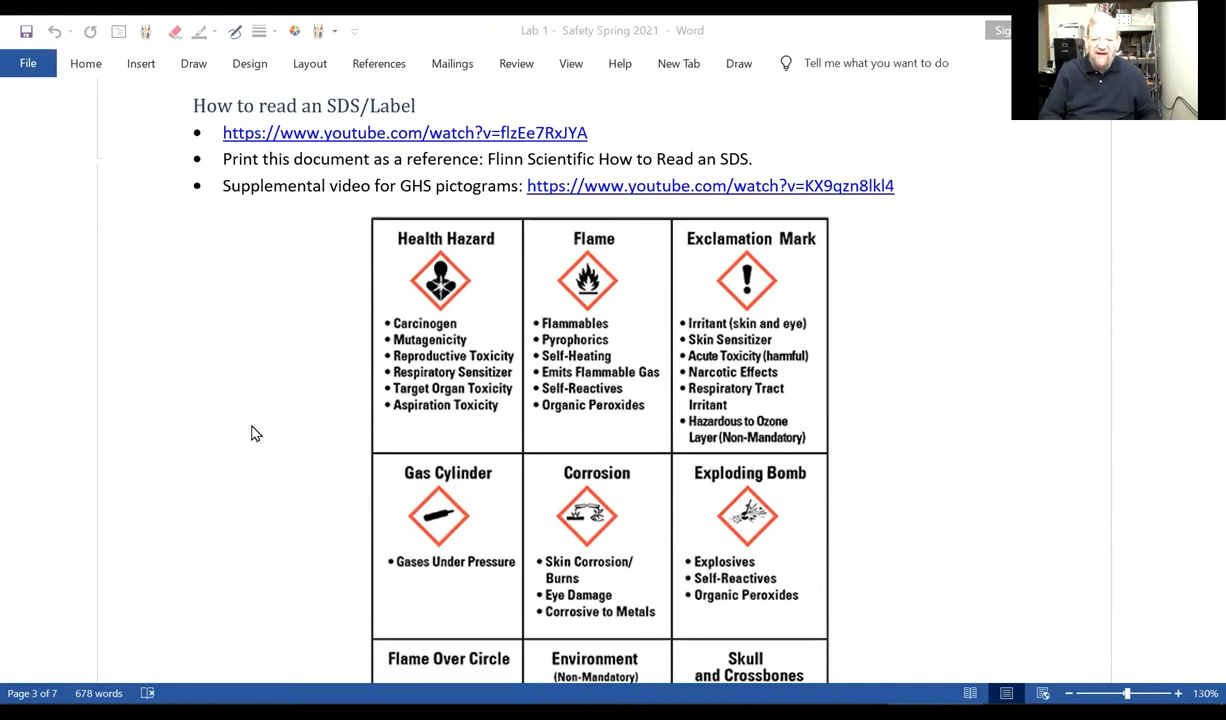 Lab 1 - Safety Spring 2021 - Word
File Home Insert Draw Design Layout References Mailings Review View Help New Tab Draw Tell me what you want to do
How to read an SDS/Label
• https://www.youtube.com/watch?v=flzEe7RxJYA
• Print this document as a reference: Flinn Scientific How to Read an SDS.
• Supplemental video for GHS pictograms: https://www.youtube.com/watch?v=KX9qzn8lkl4
Health Hazard
• Carcinogen
• Mutagenicity
• Reproductive Toxicity
• Respiratory Sensitizer
• Target Organ Toxicity
• Aspiration Toxicity
Flame
• Flammables
• Pyrophorics
• Self-Heating
• Emits Flammable Gas
• Self-Reactives
• Organic Peroxides
Exclamation Mark
• Irritant (skin and eye)
• Skin Sensitizer
• Acute Toxicity (harmful)
• Narcotic Effects
• Respiratory Tract
Irritant
• Hazardous to Ozone
Layer (Non-Mandatory)
Gas Cylinder
• Gases Under Pressure
Corrosion
• Skin Corrosion/
Burns
• Eye Damage
• Corrosive to Metals
Exploding Bomb
• Explosives
• Self-Reactives
• Organic Peroxides
Flame Over Circle
Environment
(Non-Mandatory)
Skull
and Crossbones
Page 3 of 7 678 words 130%